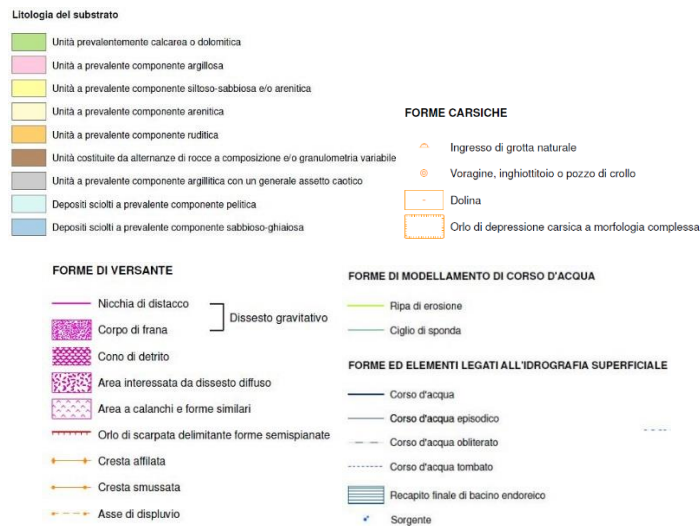 Litologia del substrato
Unità prevalentemente calcarea o dolomitica
Unità a prevalente componente argillosa
Unità a prevalente componente siltoso-sabbiosa e/o arenitica
Unità a prevalente componente arenitica
Unità a prevalente componente ruditica
Unità costituite da alternanze di rocce a composizione e/o granulometria variabile
Unità a prevalente componente argillitica con un generale assetto caotico
Depositi sciolti a prevalente componente pelitica
Depositi sciolti a prevalente componente sabbioso-ghiaiosa
FORME CARSICHE
Ingresso di grotta naturale
Voragine, inghiottitoio o pozzo di crollo
Dolina
Orlo di depressione carsica a morfologia complessa
FORME DI VERSANTE
Nicchia di distacco
Corpo di frana
Dissesto gravitativo
Cono di detrito
Area interessata da dissesto diffuso
Area a calanchi e forme similari
Orlo di scarpata delimitante forme semispianate
Cresta affilata
Cresta smussata
Asse di displuvio
FORME DI MODELLAMENTO DI CORSO D'ACQUA
Ripa di erosione
Ciglio di sponda
FORME ED ELEMENTI LEGATI ALL'IDROGRAFIA SUPERFICIALE
Corso d'acqua
Corso d'acqua episodico
Corso d'acqua obliterato
Corso d'acqua tombato
Recapito finale di bacino endoreico
Sorgente